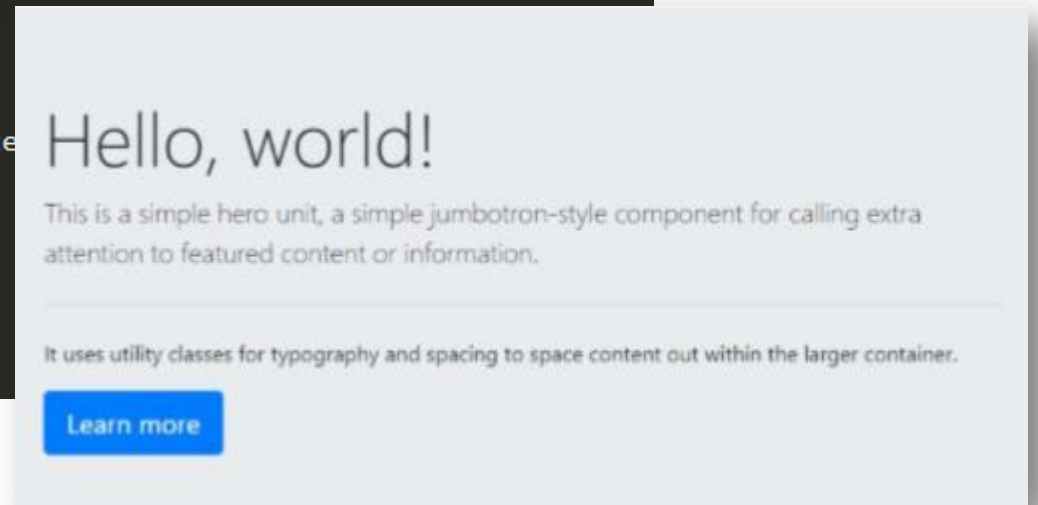 Hello, world!
This is a simple hero unit, a simple jumbotron-style component for calling extra
attention to featured content or information.
It uses utility classes for typography and spacing to space content out within the larger container.
Learn more